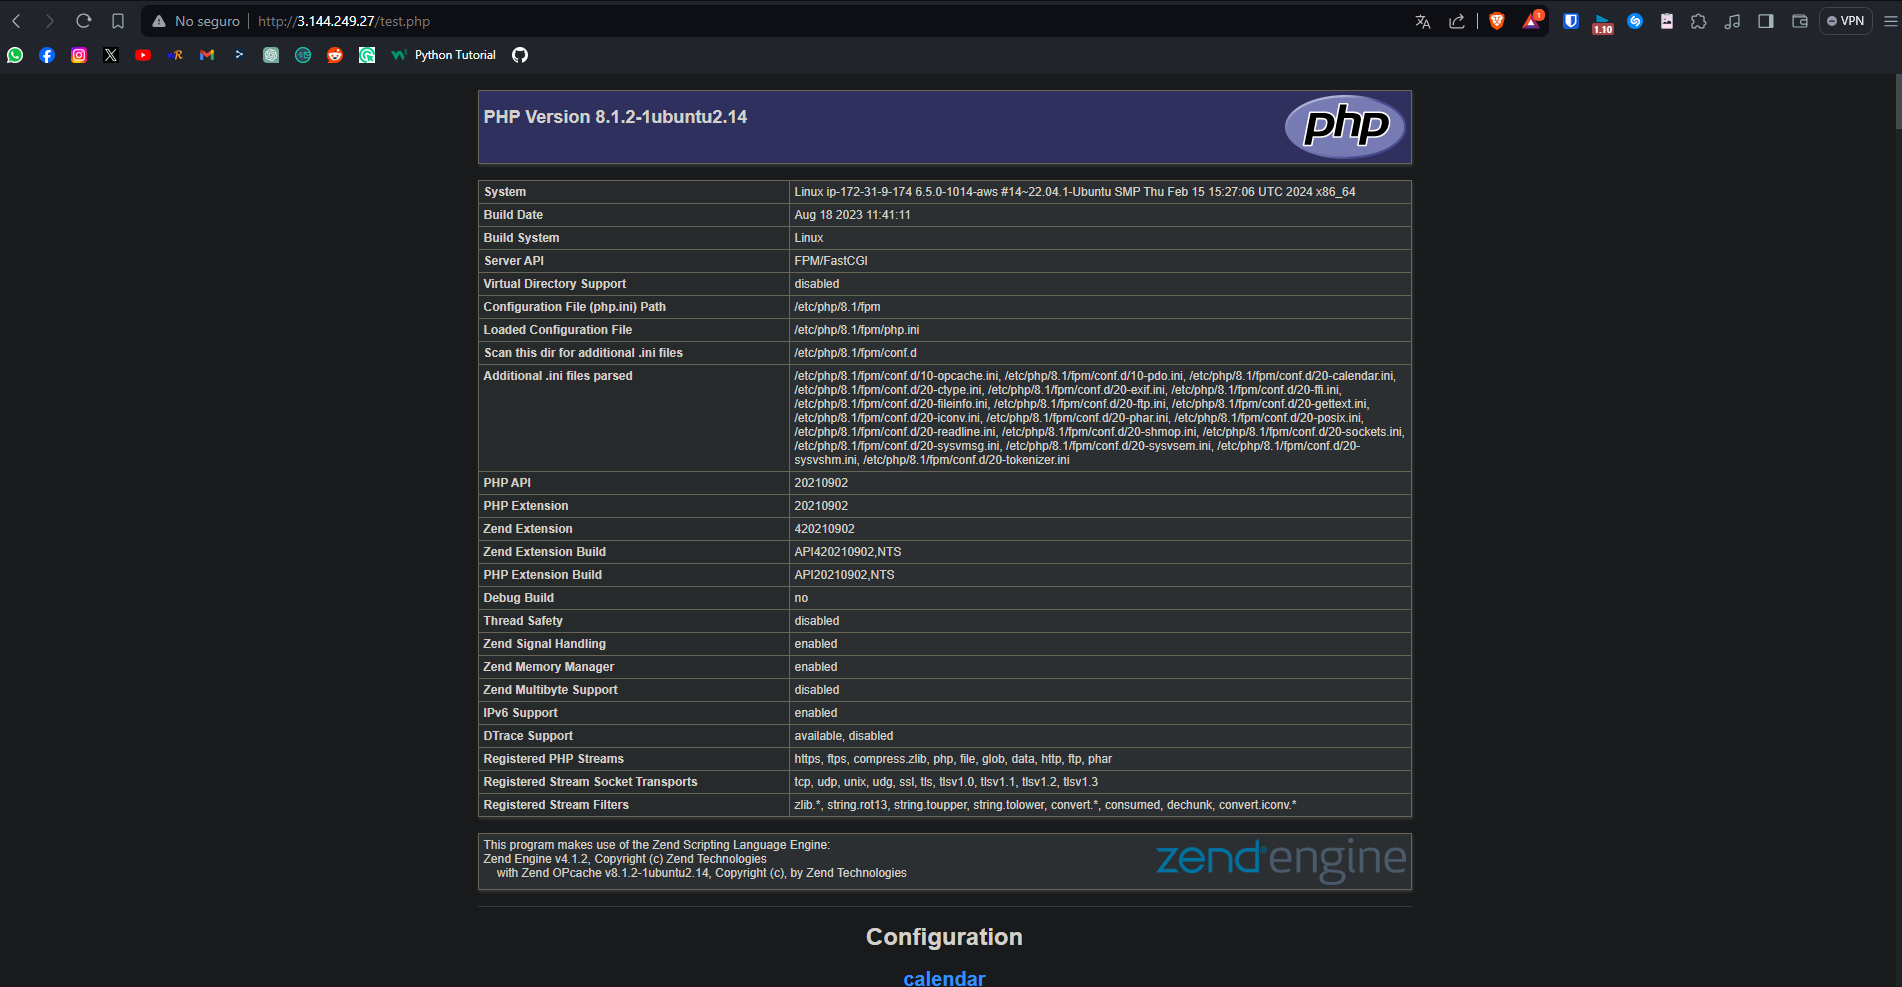 No seguro http://3.144.249.27/test.php 1 1.10 VPN
Python Tutorial
PHP Version 8.1.2-1ubuntu2.14
php
System Linux ip-172-31-9-174 6.5.0-1014-aws #14~22.04.1-Ubuntu SMP Thu Feb 15 15:27:06 UTC 2024 x86_64
Build Date Aug 18 2023 11:41:11
Build System Linux
Server API FPM/FastCGI
Virtual Directory Support disabled
Configuration File (php.ini) Path /etc/php/8.1/fpm
Loaded Configuration File /etc/php/8.1/fpm/php.ini
Scan this dir for additional .ini files /etc/php/8.1/fpm/conf.d
Additional .ini files parsed /etc/php/8.1/fpm/conf.d/10-opcache.ini, /etc/php/8.1/fpm/conf.d/10-pdo.ini, /etc/php/8.1/fpm/conf.d/20-calendar.ini,
/etc/php/8.1/fpm/conf.d/20-ctype.ini, /etc/php/8.1/fpm/conf.d/20-exif.ini, /etc/php/8.1/fpm/conf.d/20-ffi.ini,
/etc/php/8.1/fpm/conf.d/20-fileinfo.ini, /etc/php/8.1/fpm/conf.d/20-ftp.ini, /etc/php/8.1/fpm/conf.d/20-gettext.ini,
/etc/php/8.1/fpm/conf.d/20-iconv.ini, /etc/php/8.1/fpm/conf.d/20-phar.ini, /etc/php/8.1/fpm/conf.d/20-posix.ini,
/etc/php/8.1/fpm/conf.d/20-readline.ini, /etc/php/8.1/fpm/conf.d/20-shmop.ini, /etc/php/8.1/fpm/conf.d/20-sockets.ini,
/etc/php/8.1/fpm/conf.d/20-sysvmsg.ini, /etc/php/8.1/fpm/conf.d/20-sysvsem.ini, /etc/php/8.1/fpm/conf.d/20-
sysvshm.ini, /etc/php/8.1/fpm/conf.d/20-tokenizer.ini
PHP API 20210902
PHP Extension 20210902
Zend Extension 420210902
Zend Extension Build API420210902,NTS
PHP Extension Build API20210902,NTS
Debug Build no
Thread Safety disabled
Zend Signal Handling enabled
Zend Memory Manager enabled
Zend Multibyte Support disabled
IPv6 Support enabled
DTrace Support available, disabled
Registered PHP Streams https, ftps, compress.zlib, php, file, glob, data, http, ftp, phar
Registered Stream Socket Transports tcp, udp, unix, udg, ssl, tls, tlsv1.0, tlsv1.1, tlsv1.2, tlsv1.3
Registered Stream Filters zlib.*, string.rot13, string.toupper, string.tolower, convert.*, consumed, dechunk, convert.iconv.*
This program makes use of the Zend Scripting Language Engine:
Zend Engine v4.1.2, Copyright (c) Zend Technologies
with Zend OPcache v8.1.2-1ubuntu2.14, Copyright (c), by Zend Technologies
zend engine
Configuration
calendar